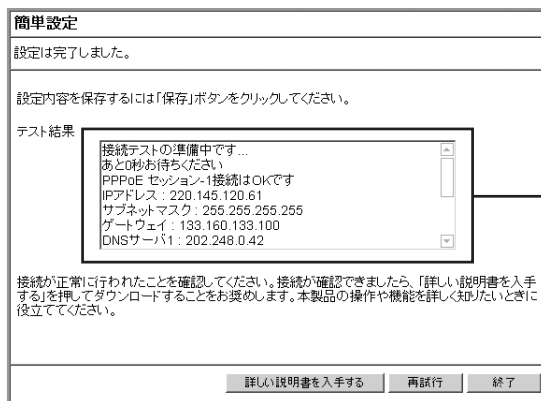 簡単設定
設定は完了しました。
設定内容を保存するには「保存」ボタンをクリックしてください。
テスト結果
接続テストの準備中です...
あと0秒お待ちください
PPPoE セッション-1接続はOKです
IPアドレス : 220.145.120.61
サブネットマスク : 255.255.255.255
ゲートウェイ : 133.160.133.100
DNSサーバ1 : 202.248.0.42
接続が正常に行われたことを確認してください。接続が確認できましたら、「詳しい説明書を入手
する」を押してダウンロードすることをお奨めします。本製品の操作や機能を詳しく知りたいときに
役立ててください。
詳しい説明書を入手する 再試行 終了